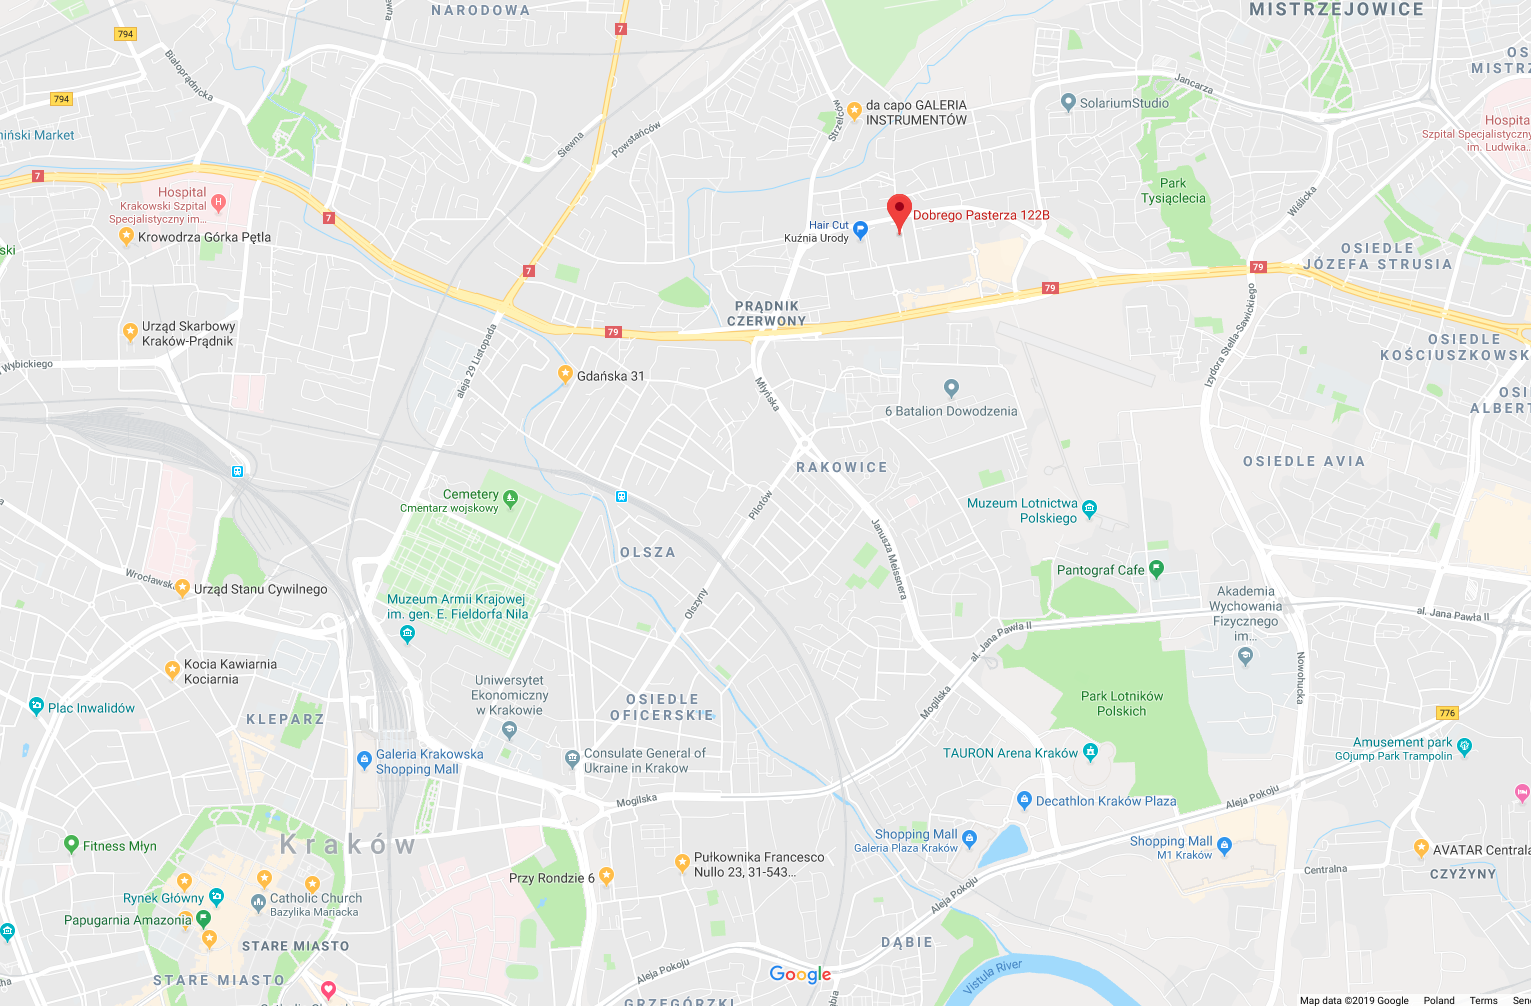 NARODOWA
MISTRZEJOWICE
794
7
Białoprądnicka
OS
MISTRZ
Jancarza
794
da capo GALERIA
INSTRUMENTÓW
SolariumStudio
Strzelców
Powstańców
Siewna
miński Market
Hospita
Szpital Specjalistyczny
im. Ludwika...
7
Hospital
Krakowski Szpital
Specjalistyczny im...
Park
Tysiąclecia
Wiślicka
7
Hair Cut
Kuźnia Urody
Dobrego Pasterza 122B
Krowodrza Górka Pętla
ski
OSIEDLE
JÓZEFA STRUSIA
7
79
79
PRĄDNIK
CZERWONY
Urząd Skarbowy
Kraków-Prądnik
79
Izydora Stella-Sawickiego
OSIEDLE
KOŚCIUSZKOWSK
Wybickiego
aleja 29 Listopada
Gdańska 31
Młyńska
6 Batalion Dowodzenia
OSI
ALBERT
RAKOWICE
OSIEDLE AVIA
Cemetery
Cmentarz wojskowy
Pilotów
Muzeum Lotnictwa
Polskiego
Janusza Meissnera
OLSZA
Wrocławska
Urząd Stanu Cywilnego
Pantograf Cafe
Akademia
Wychowania
Fizycznego
im...
Muzeum Armii Krajowej
im. gen. E. Fieldorfa Nila
Olszyny
al. Jana Pawła II
al. Jana Pawła II
Kocia Kawiarnia
Kociarnia
Uniwersytet
Ekonomiczny
w Krakowie
OSIEDLE
OFICERSKIE
Mogilska
Park Lotników
Polskich
Nowohucka
Plac Inwalidów
KLEPARZ
776
Galeria Krakowska
Shopping Mall
Consulate General of
Ukraine in Krakow
TAURON Arena Kraków
Amusement park
GOjump Park Trampolin
Mogilska
Decathlon Kraków Plaza
Aleja Pokoju
Kraków
Fitness Młyn
Shopping Mall
Galeria Plaza Kraków
Shopping Mall
M1 Kraków
AVATAR Centrala
CZYŻYNY
Centralna
Pułkownika Francesco
Nullo 23, 31-543...
Przy Rondzie 6
Aleja Pokoju
Rynek Główny
Catholic Church
Bazylika Mariacka
Papugarnia Amazonia
STARE MIASTO
DĄBIE
STARE MIASTO
Aleja Pokoju
Google
Vistula River
GRZEGÓRZKI
Map data ©2019 Google
Poland
Terms
Sen